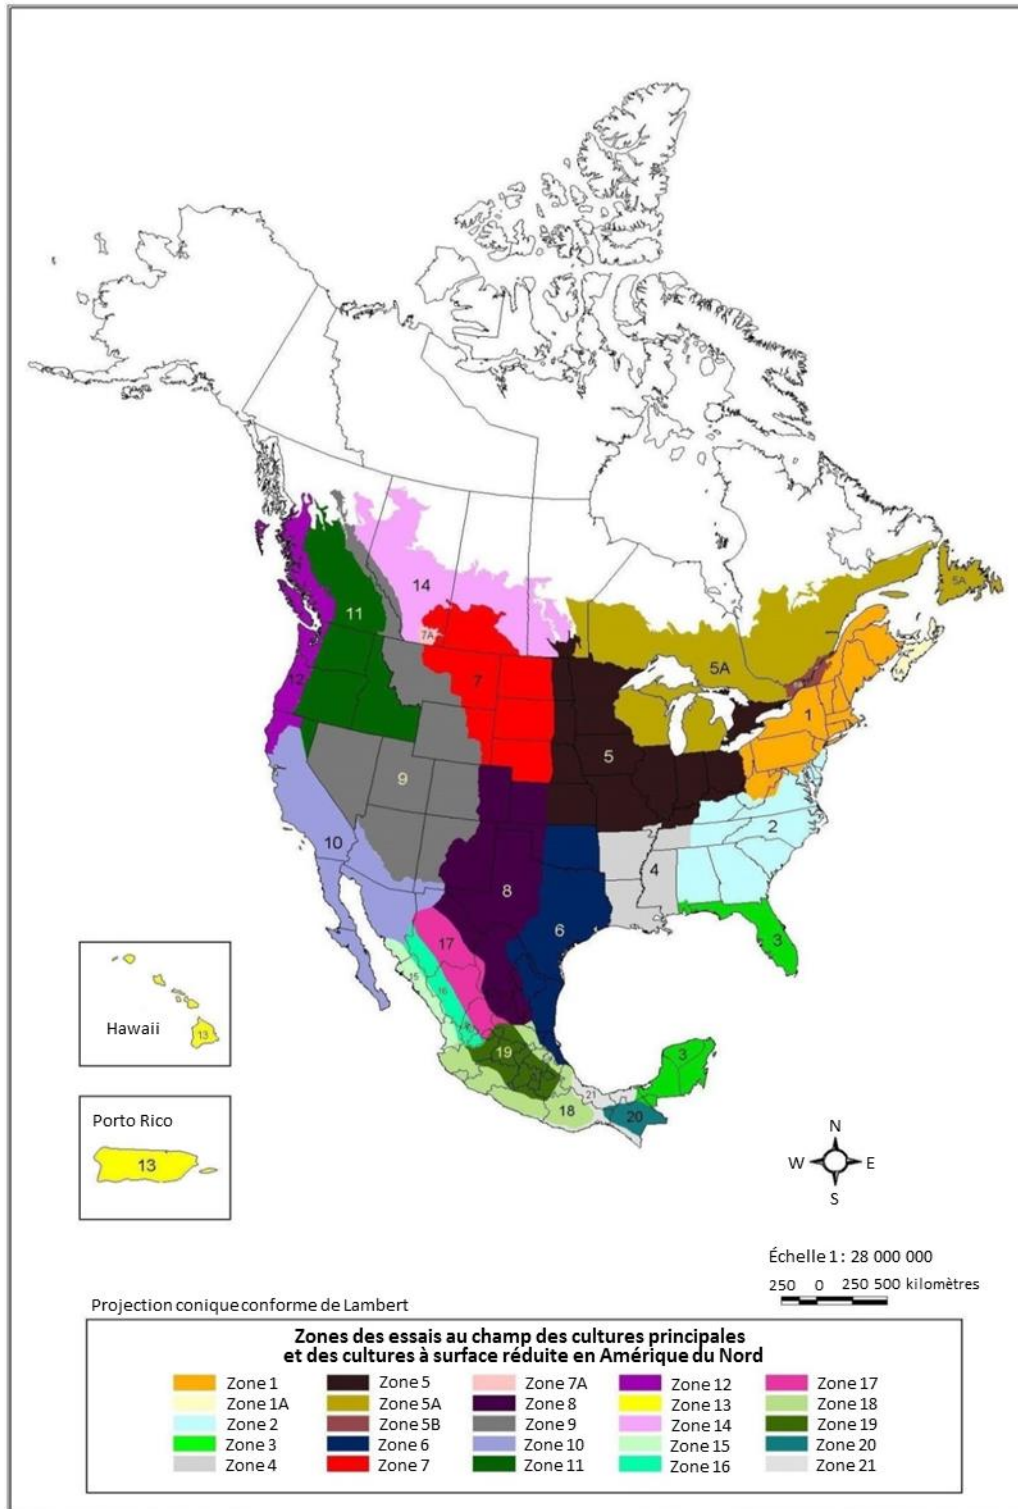 14
5A
11
7A
5A
1A
7
12
1
5
9
2
10
4
8
6
17
3
15
16
Hawaii
13
19
3
21
18
20
Porto Rico
13
N
W E
S
Échelle 1 : 28 000 000
250 0 250 500 kilomètres
Projection conique conforme de Lambert
Zones des essais au champ des cultures principales
et des cultures à surface réduite en Amérique du Nord
Zone 1 Zone 5 Zone 7A Zone 12 Zone 17
Zone 1A Zone 5A Zone 8 Zone 13 Zone 18
Zone 2 Zone 5B Zone 9 Zone 14 Zone 19
Zone 3 Zone 6 Zone 10 Zone 15 Zone 20
Zone 4 Zone 7 Zone 11 Zone 16 Zone 21